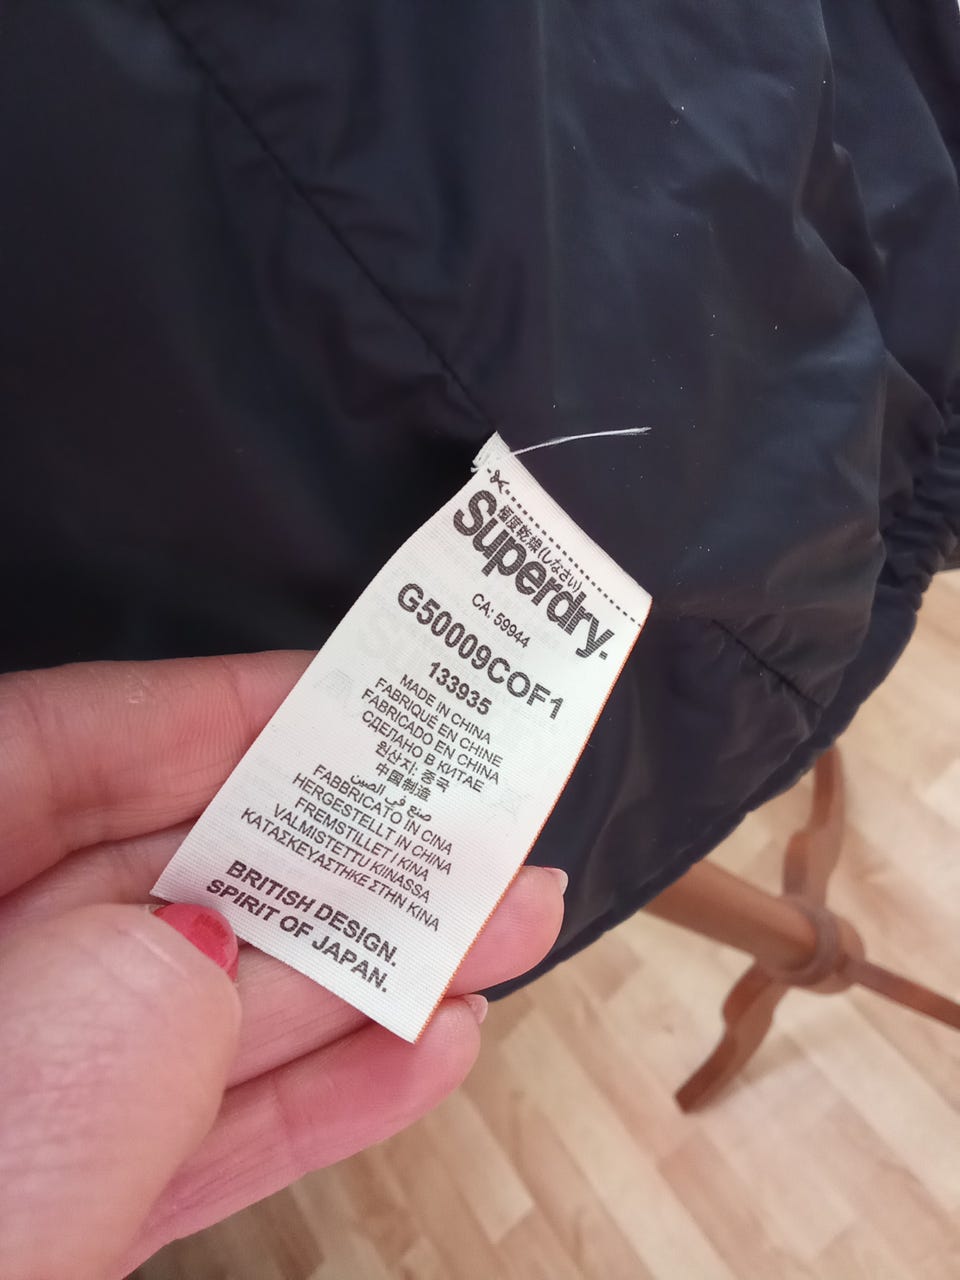 極度乾燥(しなさい)
Superdry.
CA: 59944
G50009COF1
133935
MADE IN CHINA
FABRIQUÉ EN CHINE
FABRICADO EN CHINA
СДЕЛАНО В КИТАЕ
원산지: 중국
中国制造
صنع في الصين
FABBRICATO IN CINA
HERGESTELLT IN CHINA
FREMSTILLET I KINA
VALMISTETTU KIINASSA
ΚΑΤΑΣΚΕΥΑΣΤΗΚΕ ΣΤΗΝ ΚΙΝΑ
BRITISH DESIGN.
SPIRIT OF JAPAN.